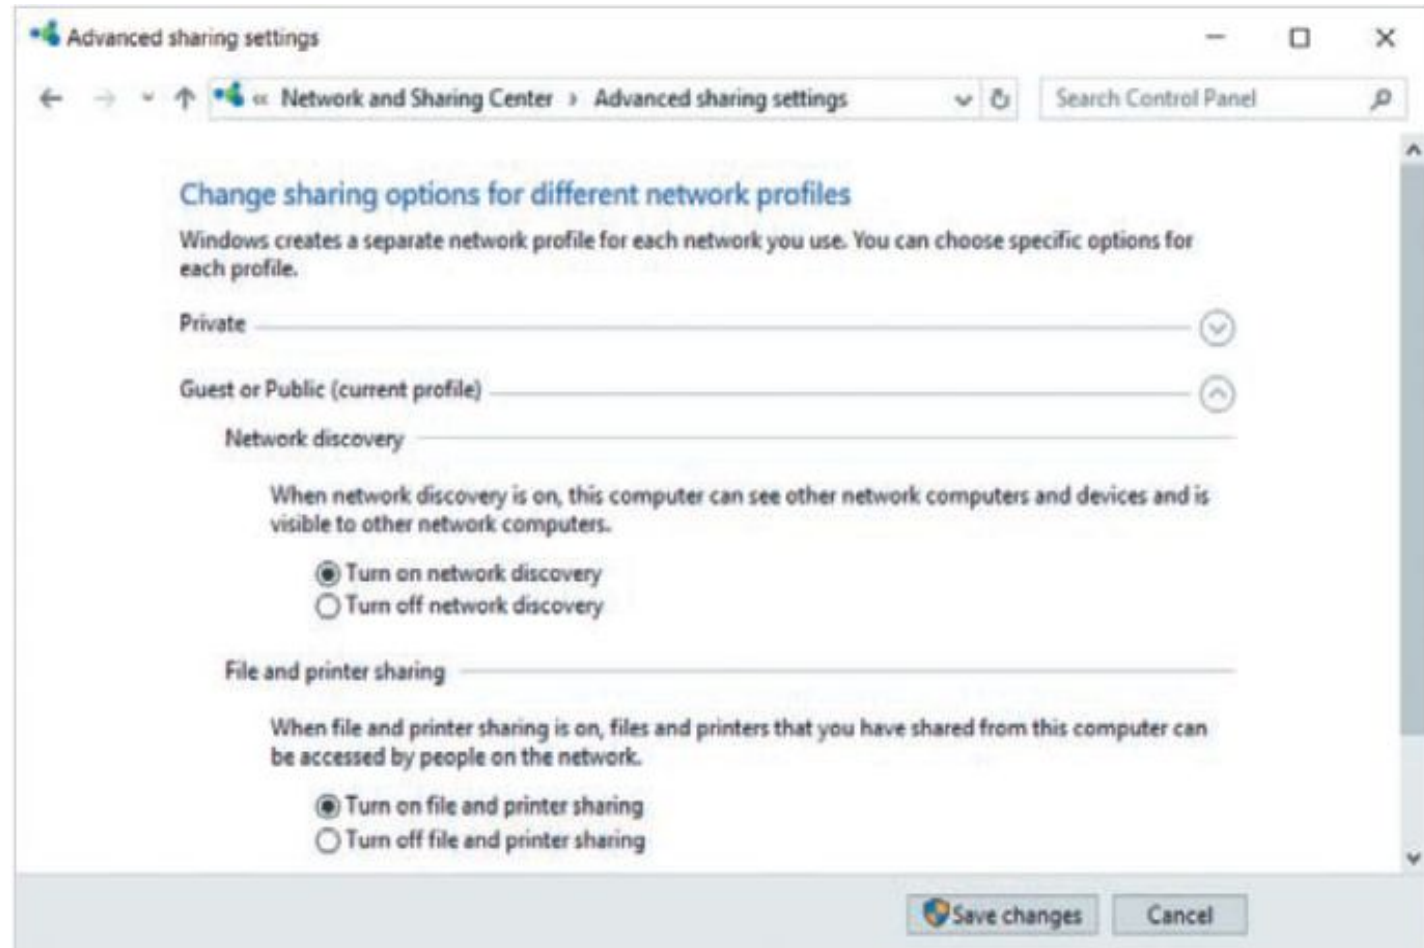 Advanced sharing settings
« Network and Sharing Center › Advanced sharing settings
Search Control Panel
Change sharing options for different network profiles
Windows creates a separate network profile for each network you use. You can choose specific options for
each profile.
Private
Guest or Public (current profile)
Network discovery
When network discovery is on, this computer can see other network computers and devices and is
visible to other network computers.
Turn on network discovery
Turn off network discovery
File and printer sharing
When file and printer sharing is on, files and printers that you have shared from this computer can
be accessed by people on the network.
Turn on file and printer sharing
Turn off file and printer sharing
Save changes
Cancel